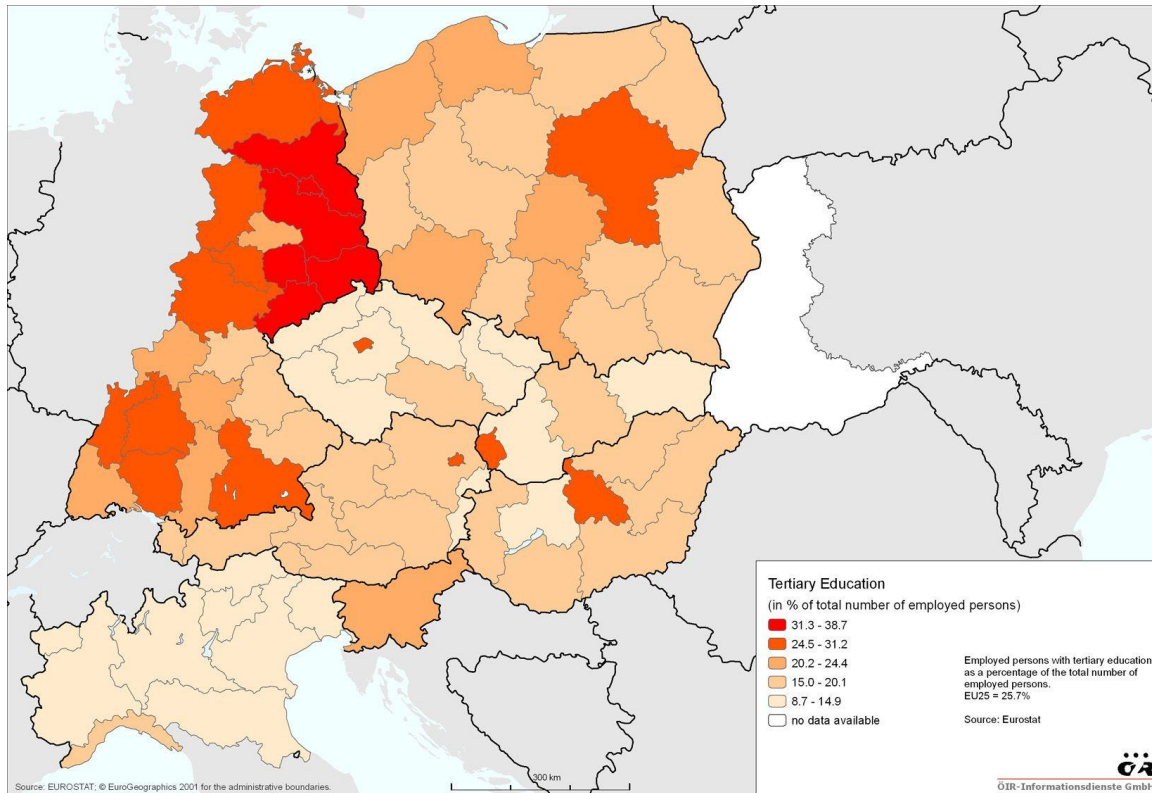 Tertiary Education
(in % of total number of employed persons)
31.3 - 38.7
24.5 - 31.2
20.2 - 24.4
15.0 - 20.1
8.7 - 14.9
no data available
Employed persons with tertiary education
as a percentage of the total number of
employed persons.
EU25 = 25.7%
Source: Eurostat
300 km
ÖIR-Informationsdienste GmbH
Source: EUROSTAT; © EuroGeographics 2001 for the administrative boundaries.